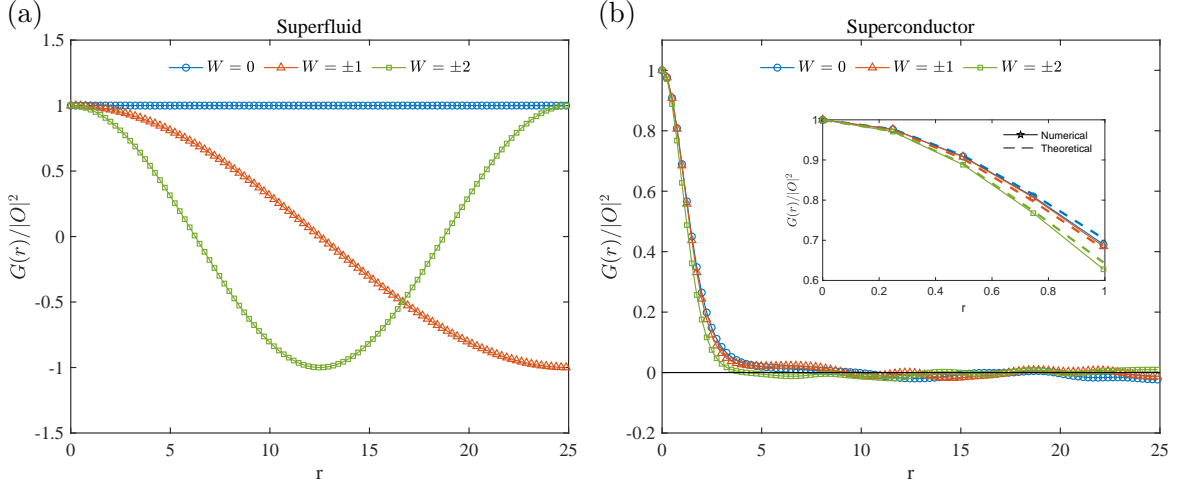 (a)
Superfluid
W = 0
W = ±1
W = ±2
G(r)/|O|²
1.5
1
0.5
0
-0.5
-1
-1.5
0
5
10
15
20
25
r
(b)
Superconductor
W = 0
W = ±1
W = ±2
G(r)/|O|²
1
0.8
0.6
0.4
0.2
0
-0.2
0
5
10
15
20
25
r
Numerical
Theoretical
G(r)/|O|²
1
0.9
0.8
0.7
0.6
0
0.2
0.4
0.6
0.8
1
r